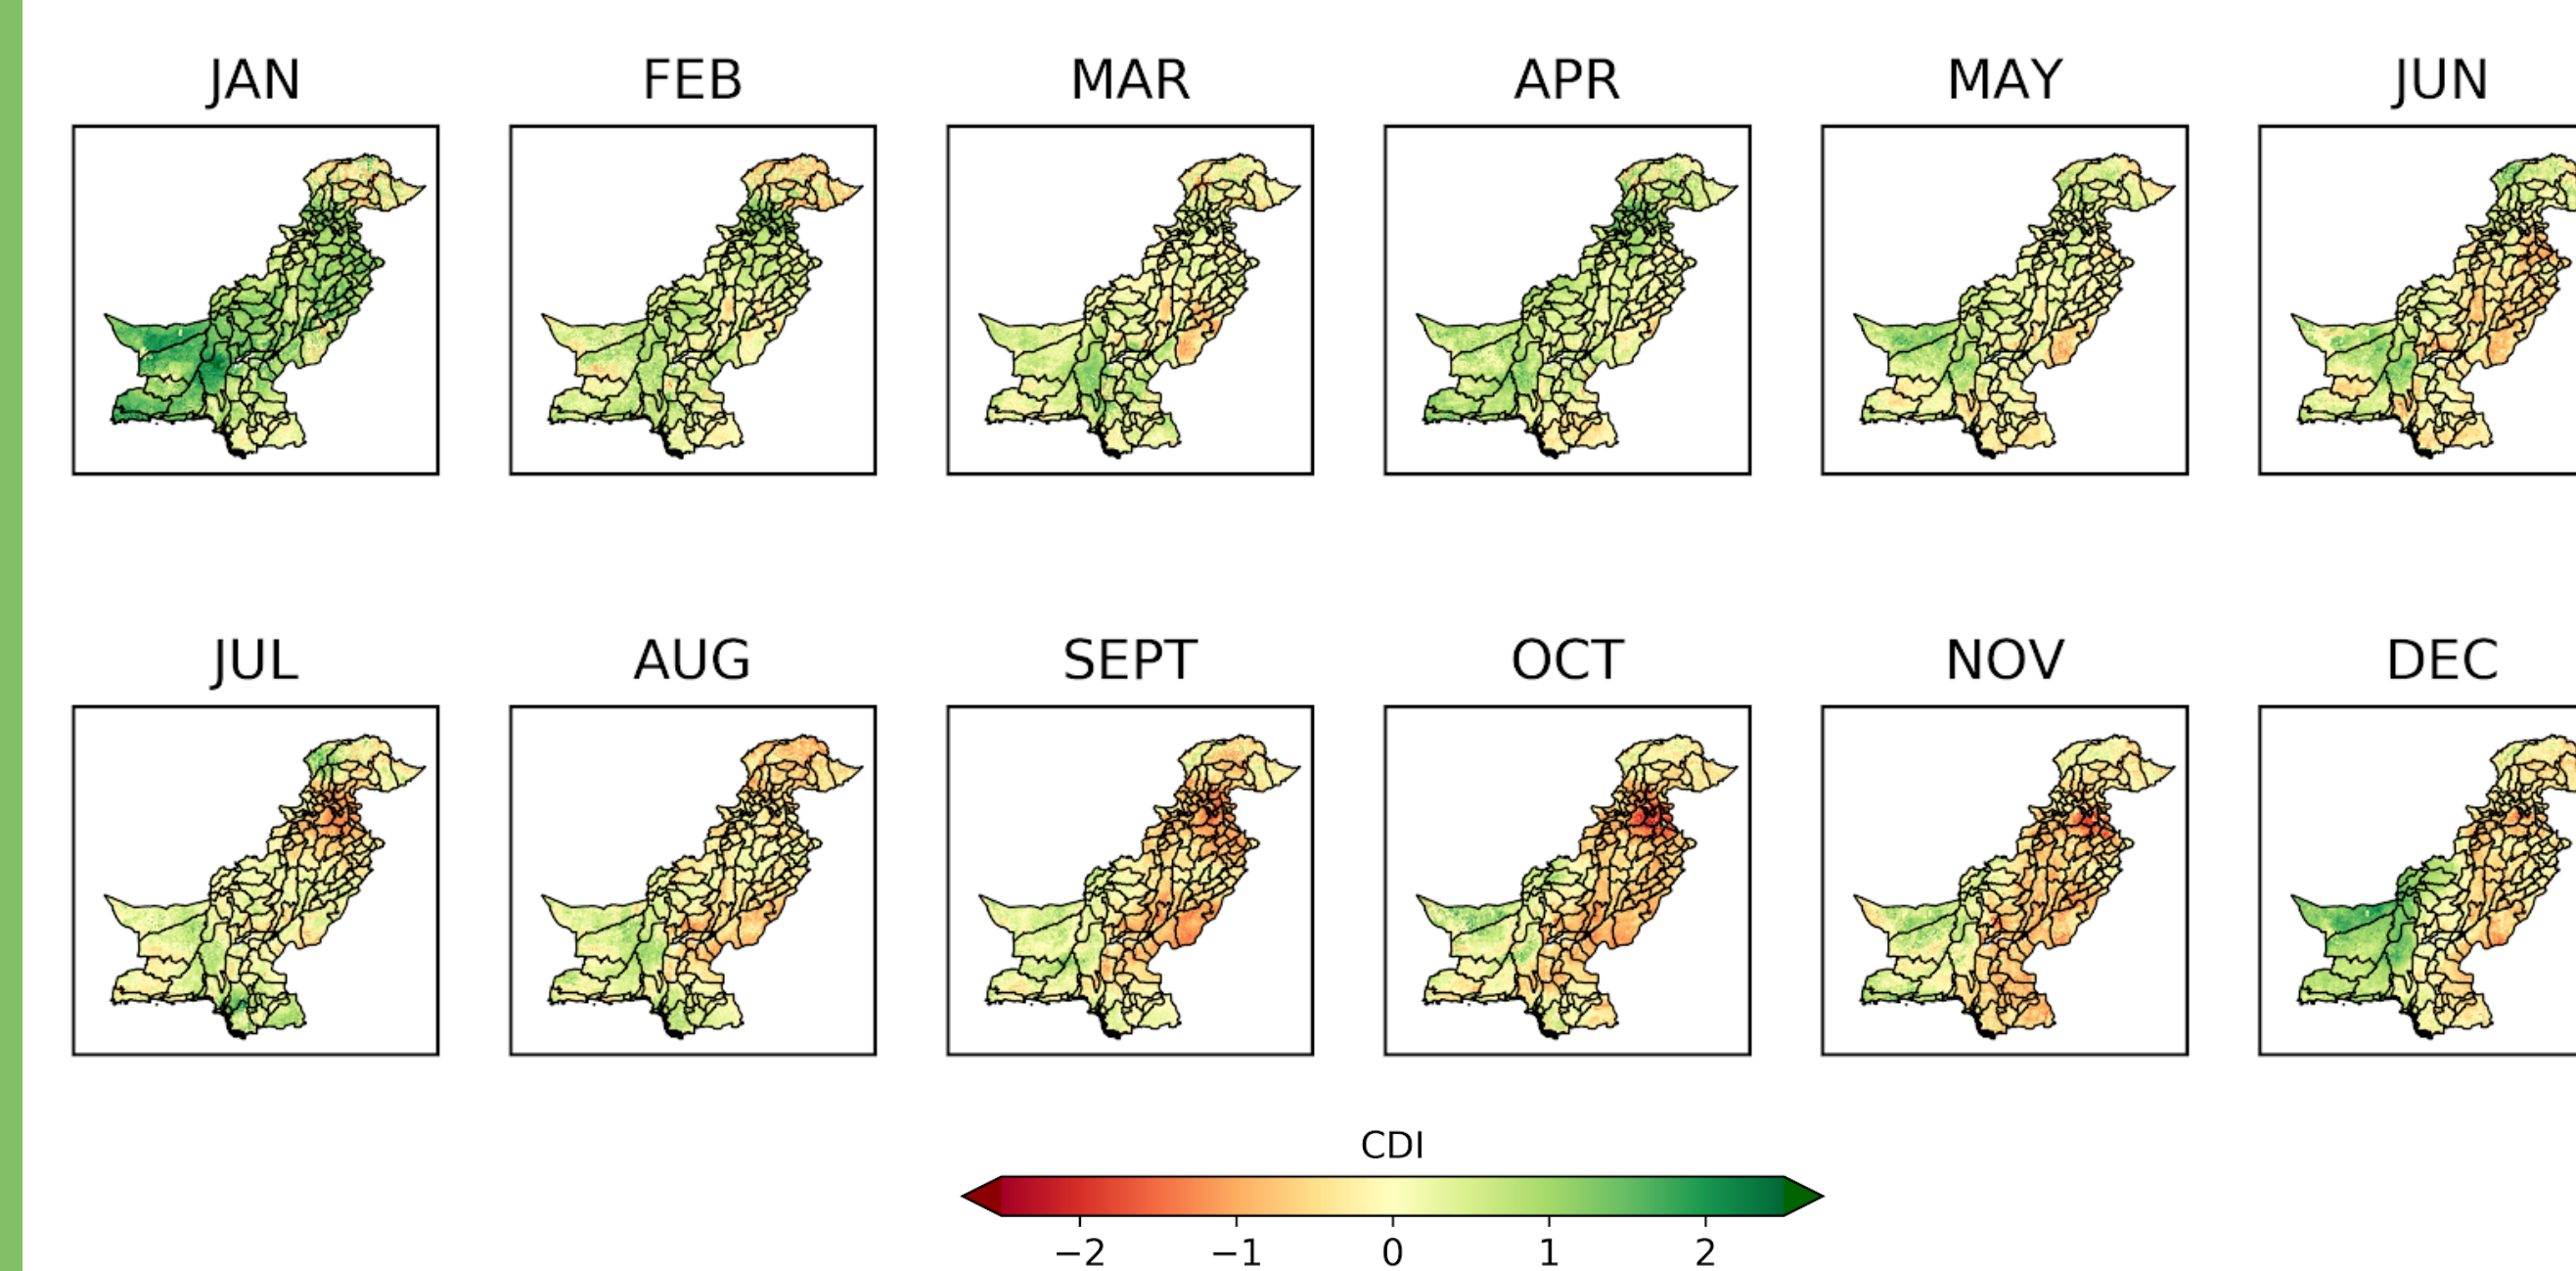 JAN FEB MAR APR MAY JUN
JUL AUG SEPT OCT NOV DEC
CDI
−2 −1 0 1 2